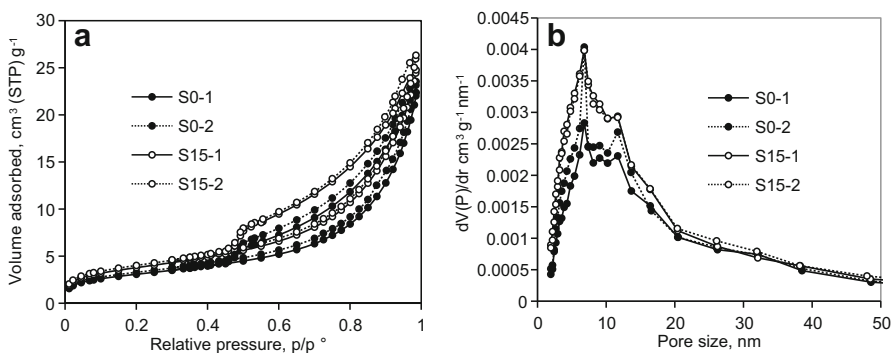 a
30
25
20
15
10
5
0
0
0.2
0.4
0.6
0.8
1
Volume adsorbed, cm³ (STP) g⁻¹
Relative pressure, p/p °
S0-1
S0-2
S15-1
S15-2
b
0.0045
0.004
0.0035
0.003
0.0025
0.002
0.0015
0.001
0.0005
0
0
10
20
30
40
50
dV(P)/dr cm³ g⁻¹ nm⁻¹
Pore size, nm
S0-1
S0-2
S15-1
S15-2